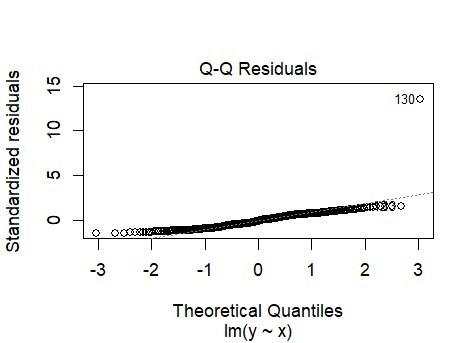 Q-Q Residuals
Standardized residuals
15
10
5
0
130
-3 -2 -1 0 1 2 3
Theoretical Quantiles
lm(y ~ x)